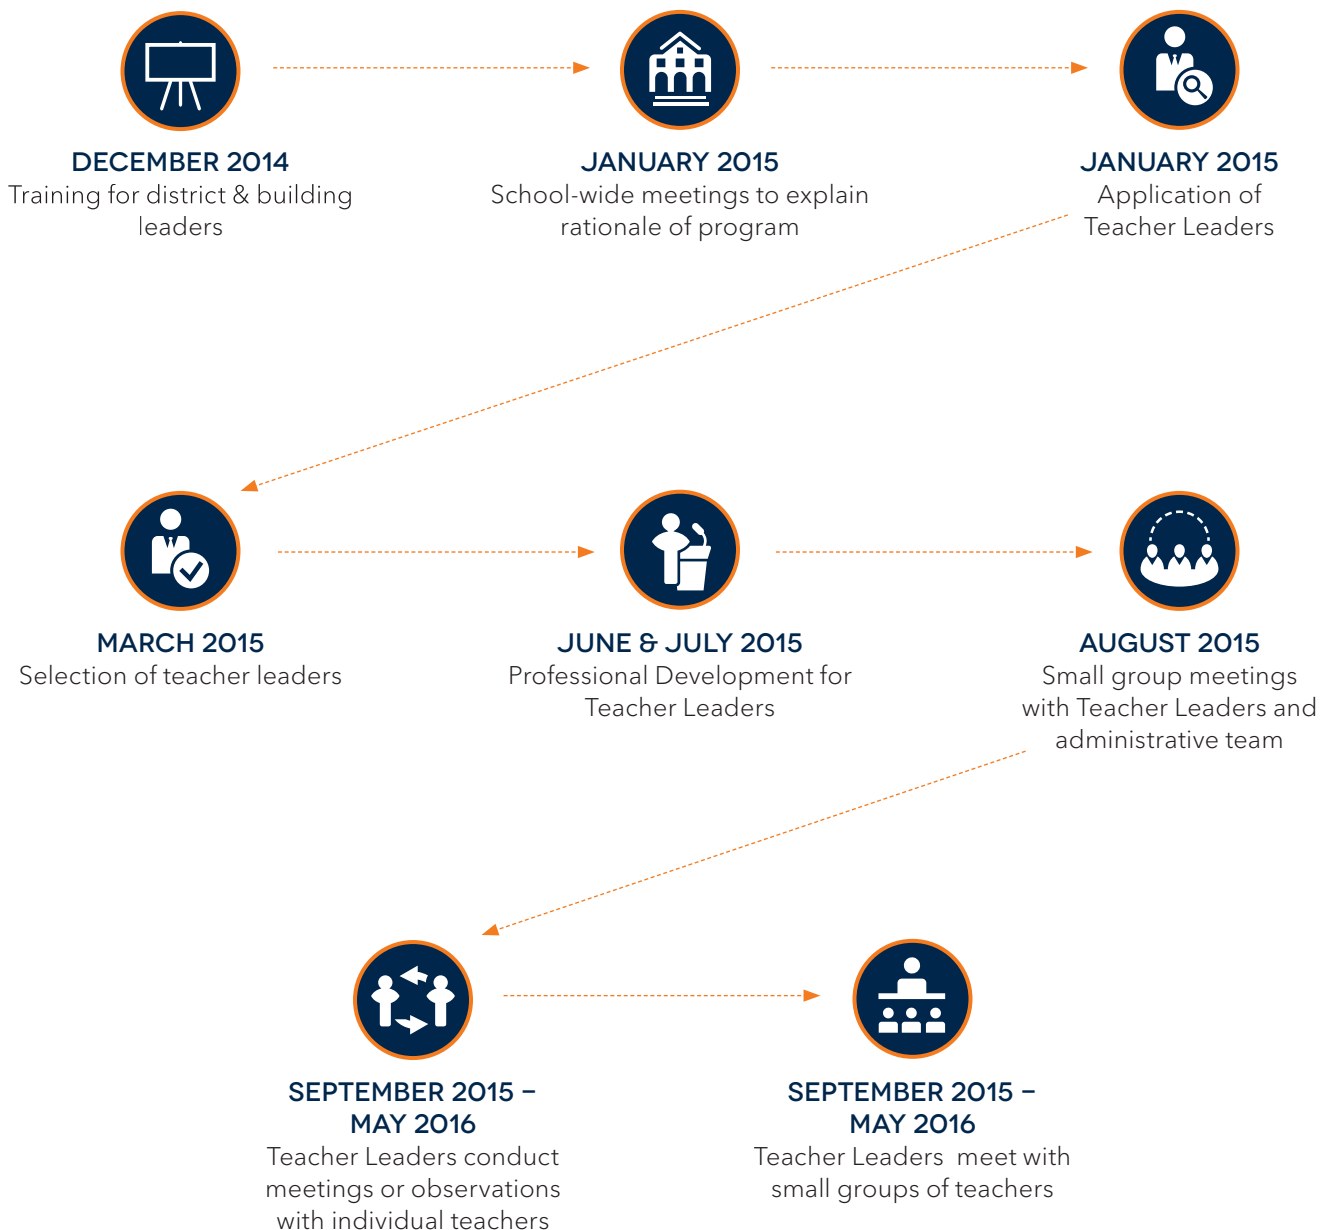 DECEMBER 2014
Training for district & building
leaders
JANUARY 2015
School-wide meetings to explain
rationale of program
JANUARY 2015
Application of
Teacher Leaders
MARCH 2015
Selection of teacher leaders
JUNE & JULY 2015
Professional Development for
Teacher Leaders
AUGUST 2015
Small group meetings
with Teacher Leaders and
administrative team
SEPTEMBER 2015 –
MAY 2016
Teacher Leaders conduct
meetings or observations
with individual teachers
SEPTEMBER 2015 –
MAY 2016
Teacher Leaders  meet with
small groups of teachers